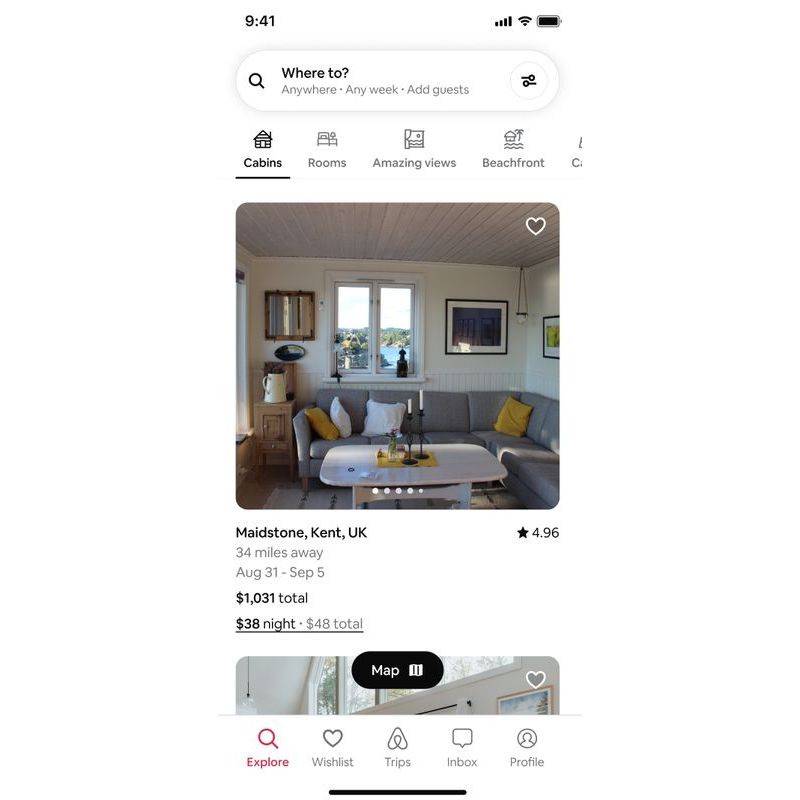 9:41
Where to?
Anywhere • Any week • Add guests
Cabins Rooms Amazing views Beachfront
Maidstone, Kent, UK ★ 4.96
34 miles away
Aug 31 - Sep 5
$1,031 total
$38 night • $48 total
Map
Explore Wishlist Trips Inbox Profile